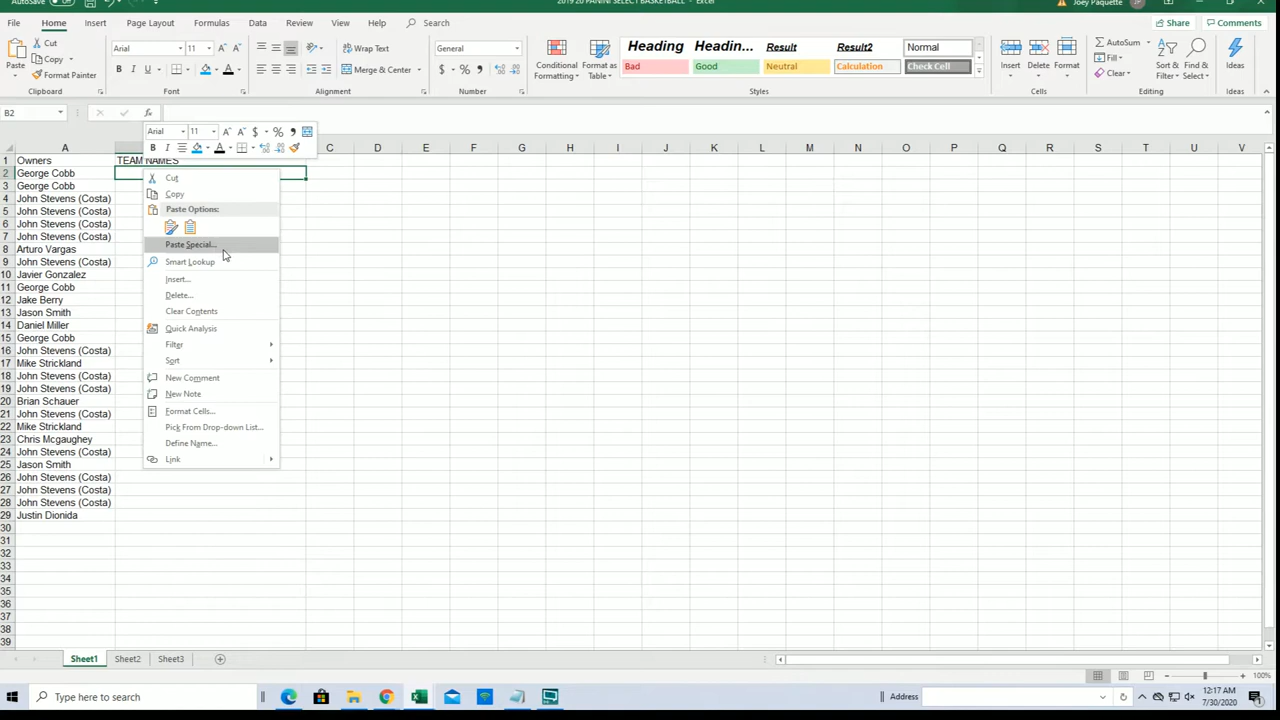 AutoSave Off 2019 20 PANINI SELECT BASKETBALL - Excel Joey Paquette JP
File Home Insert Page Layout Formulas Data Review View Help Search Share Comments
Paste Cut Copy Format Painter Clipboard
Arial 11 B I U A Font
Wrap Text Merge & Center Alignment
General $ % Number
Conditional Formatting Format as Table
Heading Headin... Result Result2 Normal
Bad Good Neutral Calculation Check Cell
Styles
Insert Delete Format Cells
AutoSum Fill Clear Sort & Filter Find & Select Editing
Ideas Ideas
B2 fx
Arial 11 A A $ % B I A
A C D E F G H I J K L M N O P Q R S T U V
1 Owners TEAM NAMES
2 George Cobb
3 George Cobb
4 John Stevens (Costa)
5 John Stevens (Costa)
6 John Stevens (Costa)
7 John Stevens (Costa)
8 Arturo Vargas
9 John Stevens (Costa)
10 Javier Gonzalez
11 George Cobb
12 Jake Berry
13 Jason Smith
14 Daniel Miller
15 George Cobb
16 John Stevens (Costa)
17 Mike Strickland
18 John Stevens (Costa)
19 John Stevens (Costa)
20 Brian Schauer
21 John Stevens (Costa)
22 Mike Strickland
23 Chris Mcgaughey
24 John Stevens (Costa)
25 Jason Smith
26 John Stevens (Costa)
27 John Stevens (Costa)
28 John Stevens (Costa)
29 Justin Dionida
30
31
32
33
34
35
36
37
38
39
Cut
Copy
Paste Options:
Paste Special...
Smart Lookup
Insert...
Delete...
Clear Contents
Quick Analysis
Filter
Sort
New Comment
New Note
Format Cells...
Pick From Drop-down List...
Define Name...
Link
Sheet1 Sheet2 Sheet3
100%
Type here to search Address 12:17 AM
7/30/2020